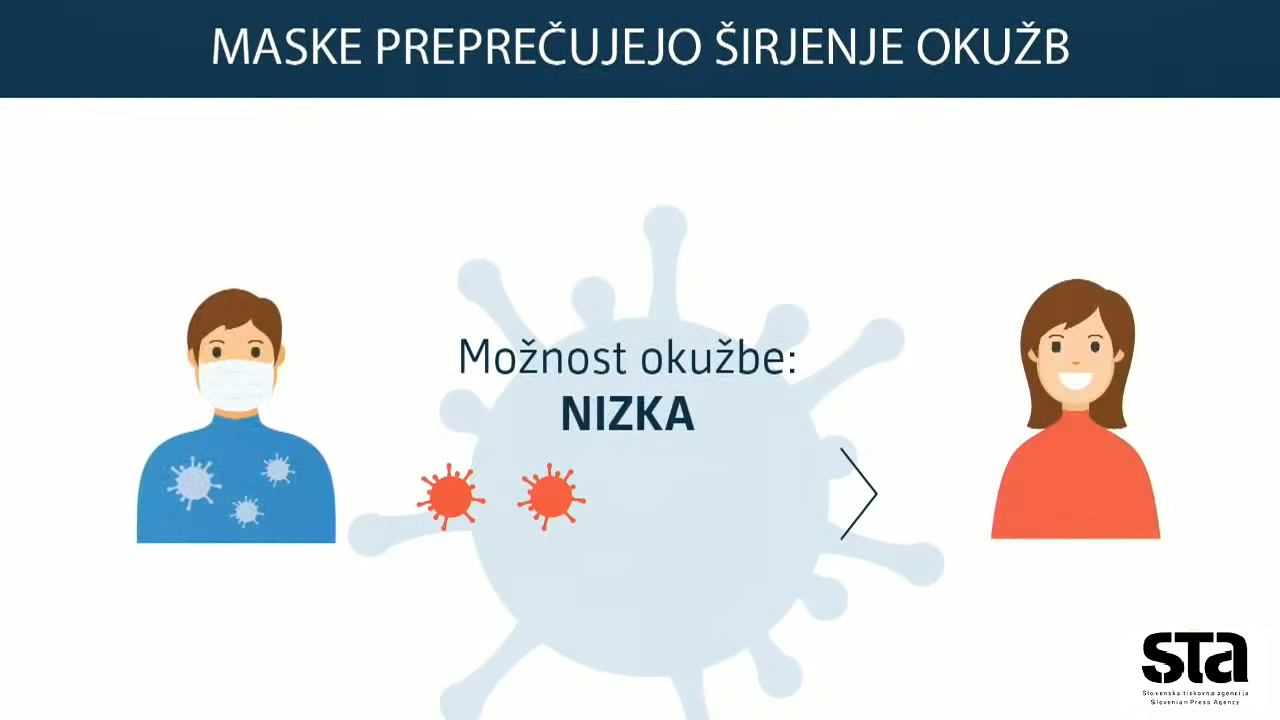 MASKE PREPREČUJEJO ŠIRJENJE OKUŽB
Možnost okužbe:
NIZKA
sta
Slovenska tiskovna agencija
Slovenian Press Agency